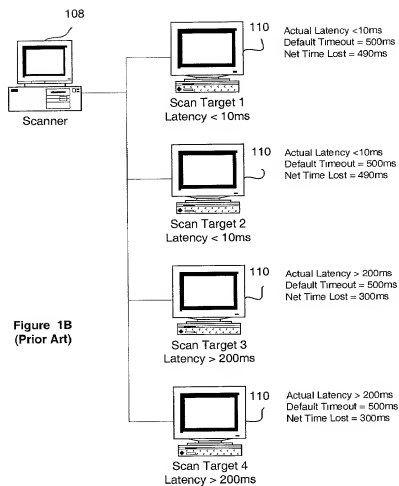 108
Scanner
110
Actual Latency <10ms
Default Timeout = 500ms
Net Time Lost = 490ms
Scan Target 1
Latency < 10ms
110
Actual Latency <10ms
Default Timeout = 500ms
Net Time Lost = 490ms
Scan Target 2
Latency < 10ms
110
Actual Latency > 200ms
Default Timeout = 500ms
Net Time Lost = 300ms
Scan Target 3
Latency > 200ms
Figure 1B
(Prior Art)
110
Actual Latency > 200ms
Default Timeout = 500ms
Net Time Lost = 300ms
Scan Target 4
Latency > 200ms